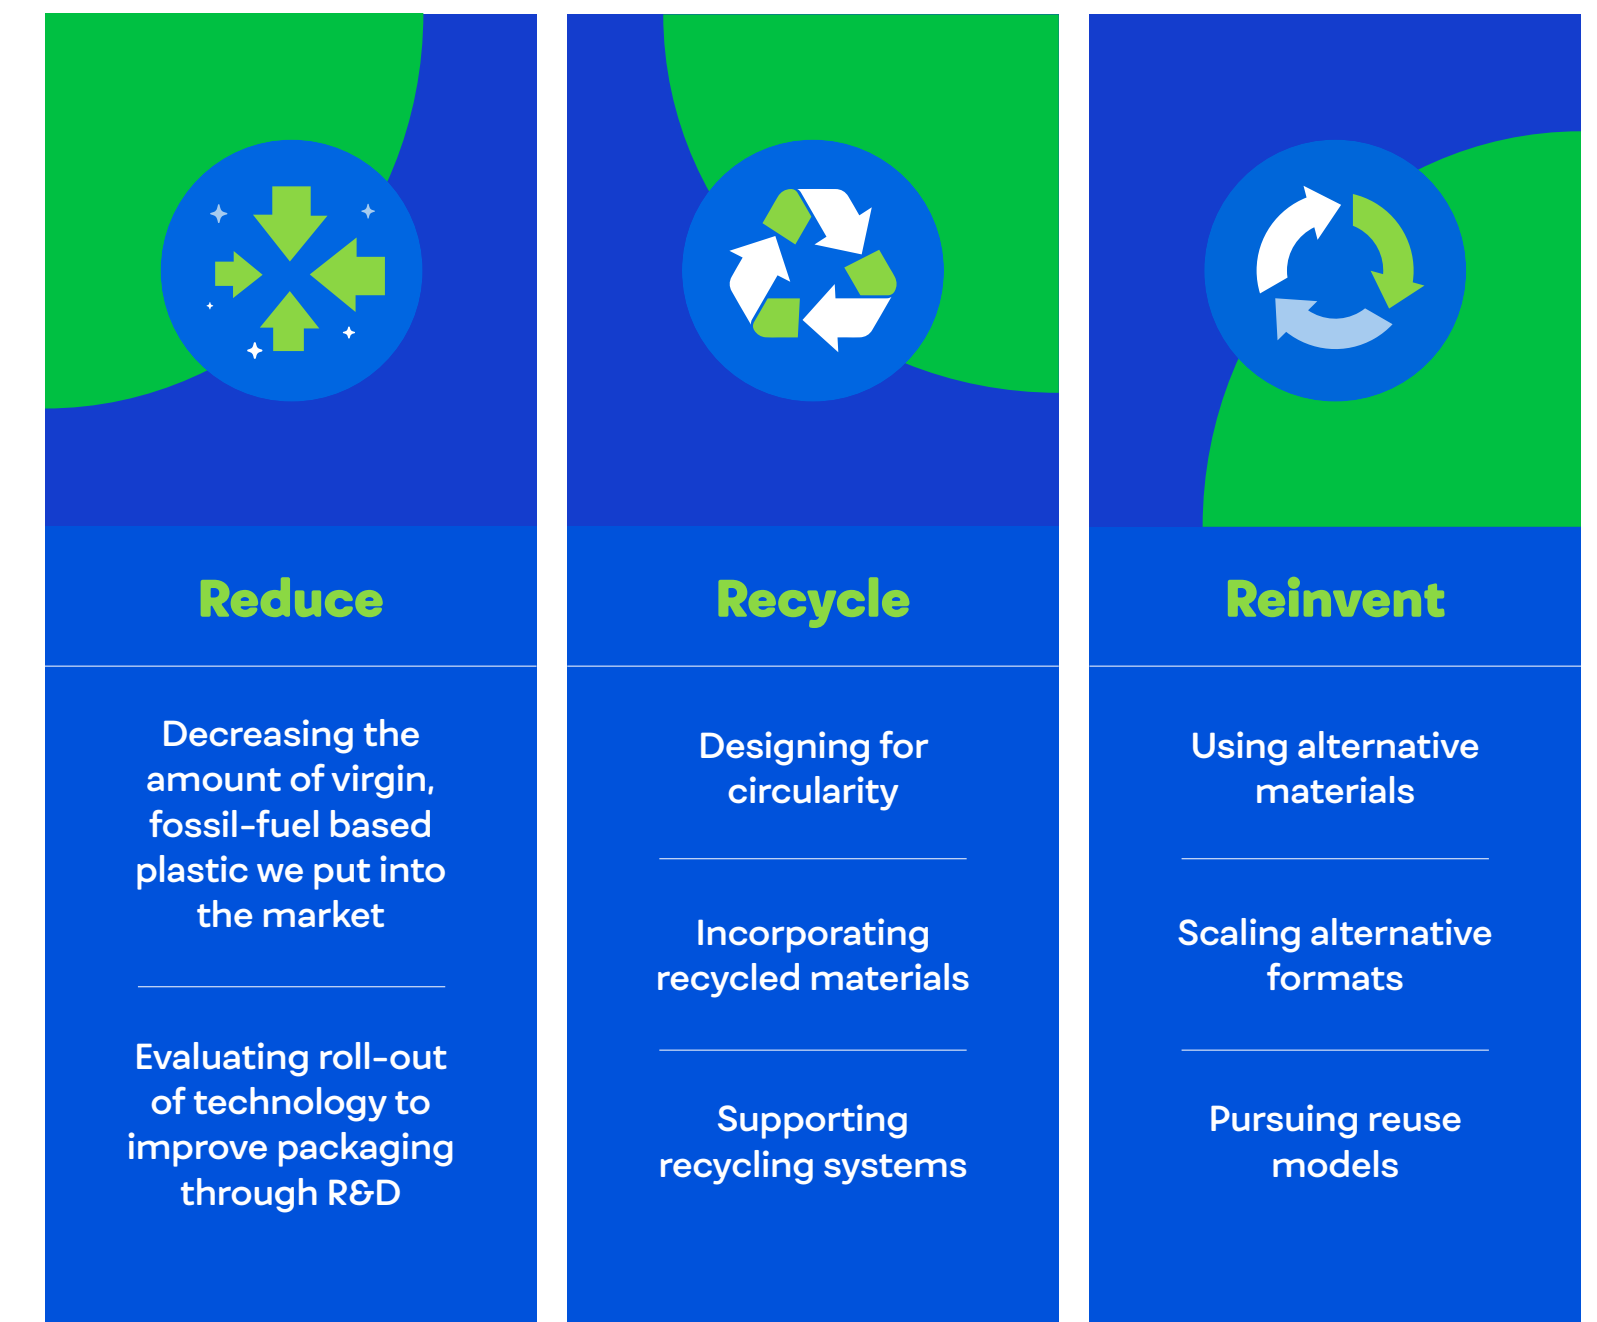 Reduce
Decreasing the
amount of virgin,
fossil-fuel based
plastic we put into
the market
Evaluating roll-out
of technology to
improve packaging
through R&D
Recycle
Designing for
circularity
Incorporating
recycled materials
Supporting
recycling systems
Reinvent
Using alternative
materials
Scaling alternative
formats
Pursuing reuse
models